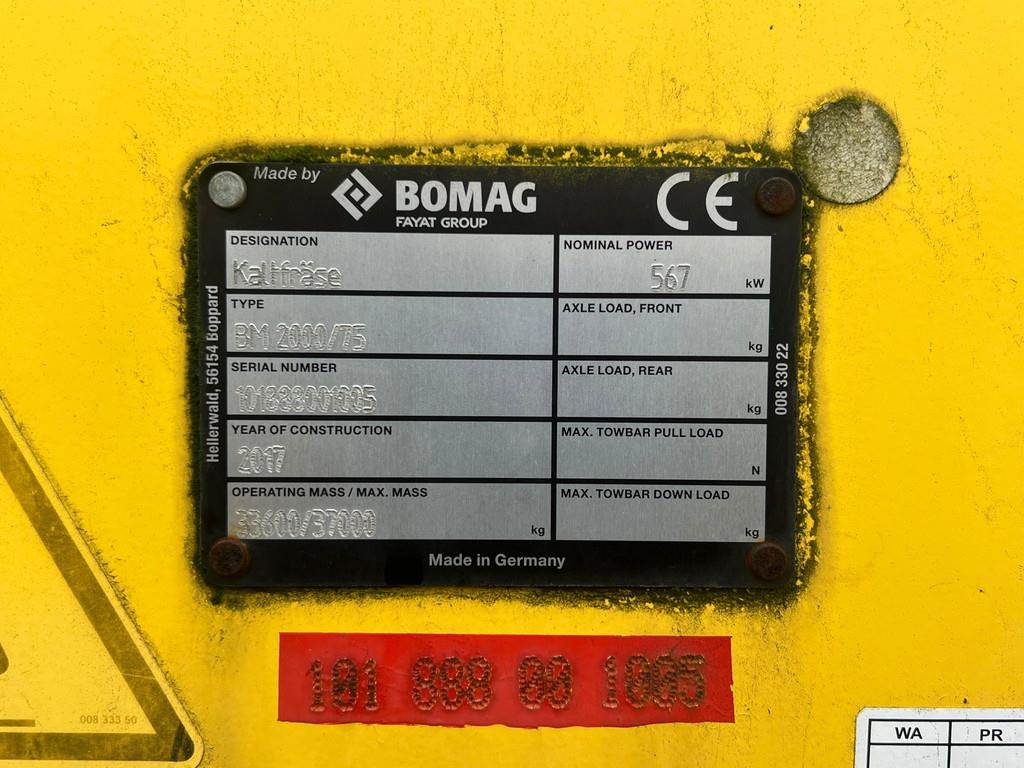 Made by
BOMAG
FAYAT GROUP
CE
DESIGNATION
Kaltfräse
NOMINAL POWER
567 kW
TYPE
BM 2000/75
AXLE LOAD, FRONT
kg
SERIAL NUMBER
101888001005
AXLE LOAD, REAR
kg
YEAR OF CONSTRUCTION
2017
MAX. TOWBAR PULL LOAD
N
OPERATING MASS / MAX. MASS
33600/37000 kg
MAX. TOWBAR DOWN LOAD
kg
Made in Germany
Hellerwald, 56154 Boppard
008 330 22
101 888 00 1005
008 333 50
WA PR